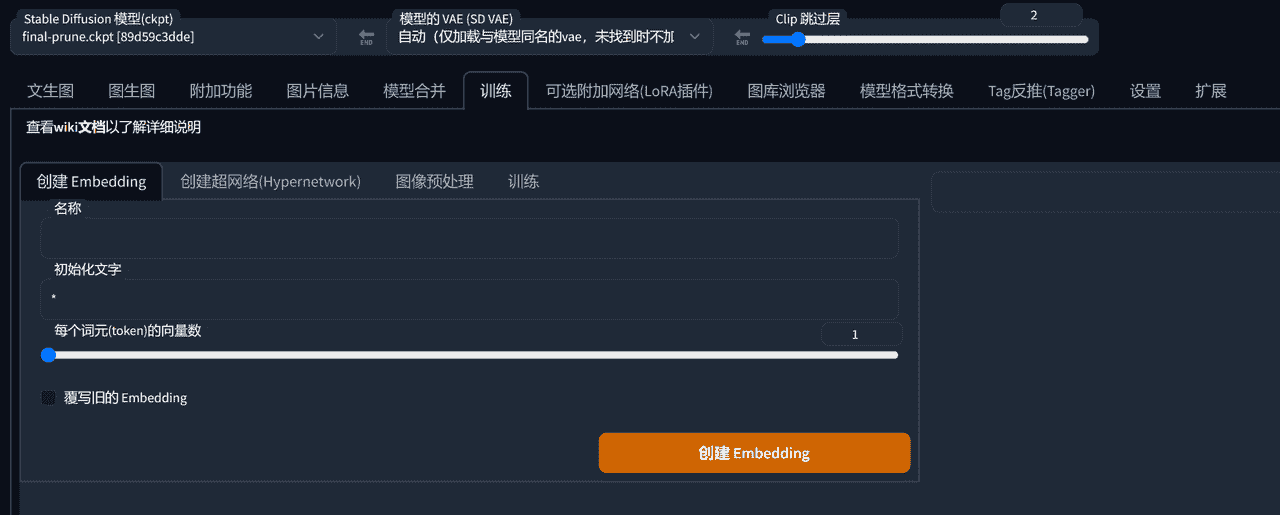 Stable Diffusion 模型(ckpt)
final-prune.ckpt [89d59c3dde]
END
模型的 VAE (SD VAE)
自动（仅加载与模型同名的vae，未找到时不加
END
Clip 跳过层
2
文生图 图生图 附加功能 图片信息 模型合并 训练 可选附加网络(LoRA插件) 图库浏览器 模型格式转换 Tag反推(Tagger) 设置 扩展
查看wiki文档以了解详细说明
创建 Embedding 创建超网络(Hypernetwork) 图像预处理 训练
名称
初始化文字
*
每个词元(token)的向量数
1
覆写旧的 Embedding
创建 Embedding